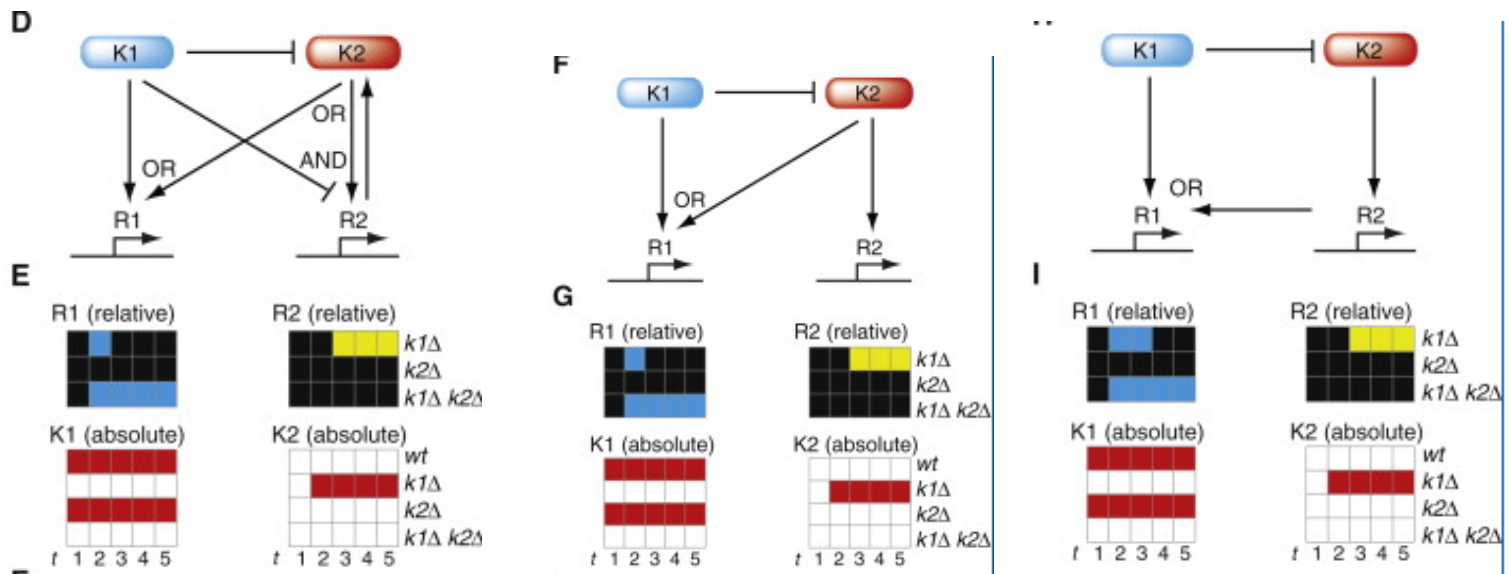 D
K1
K2
OR
AND
OR
R1
R2
E
R1 (relative)
R2 (relative)
k1Δ
k2Δ
k1Δ k2Δ
K1 (absolute)
K2 (absolute)
wt
k1Δ
k2Δ
k1Δ k2Δ
t 1 2 3 4 5
t 1 2 3 4 5
F
K1
K2
OR
R1
R2
G
R1 (relative)
R2 (relative)
k1Δ
k2Δ
k1Δ k2Δ
K1 (absolute)
K2 (absolute)
wt
k1Δ
k2Δ
k1Δ k2Δ
t 1 2 3 4 5
t 1 2 3 4 5
K1
K2
OR
R1
R2
I
R1 (relative)
R2 (relative)
k1Δ
k2Δ
k1Δ k2Δ
K1 (absolute)
K2 (absolute)
wt
k1Δ
k2Δ
k1Δ k2Δ
t 1 2 3 4 5
t 1 2 3 4 5